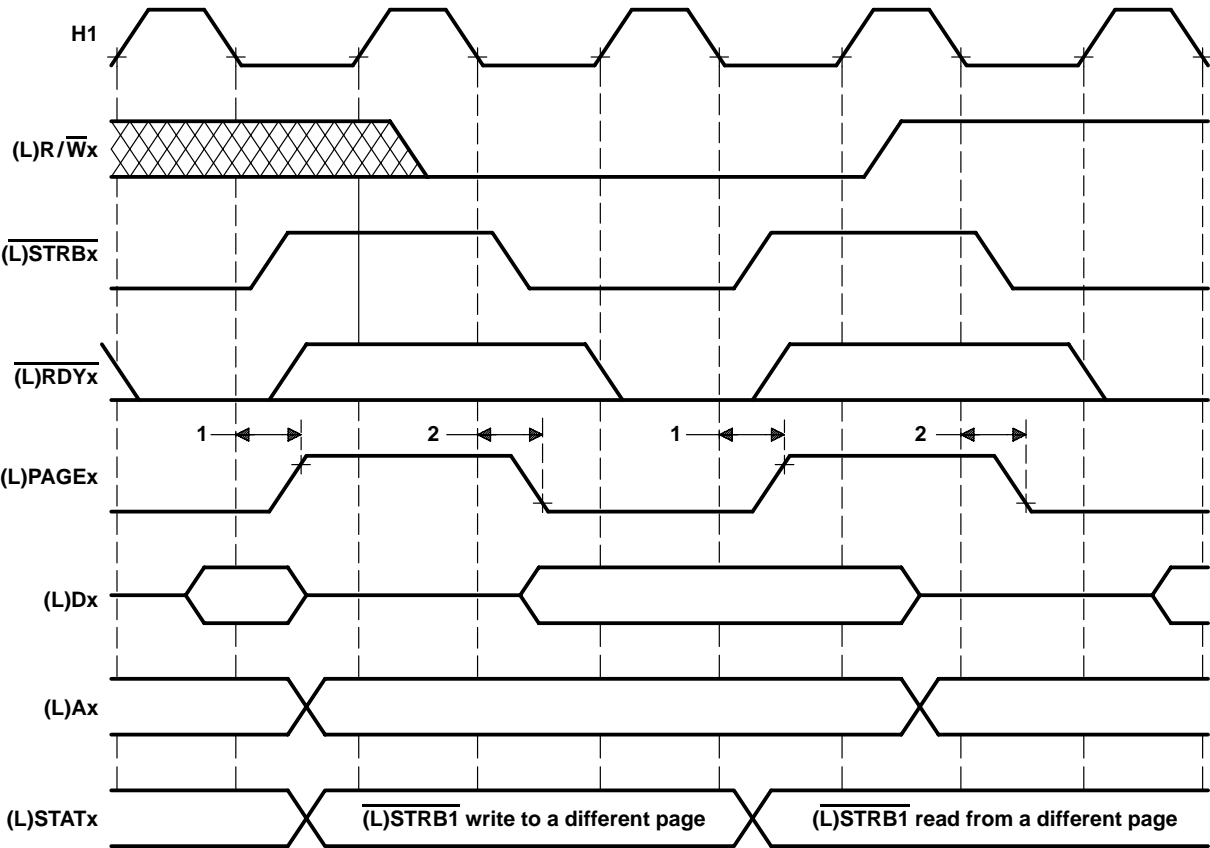 H1
(L)R/W̅x
(L)STRBx
(L)RDYx
1 2 1 2
(L)PAGEx
(L)Dx
(L)Ax
(L)STATx (L)STRB1 write to a different page (L)STRB1 read from a different page